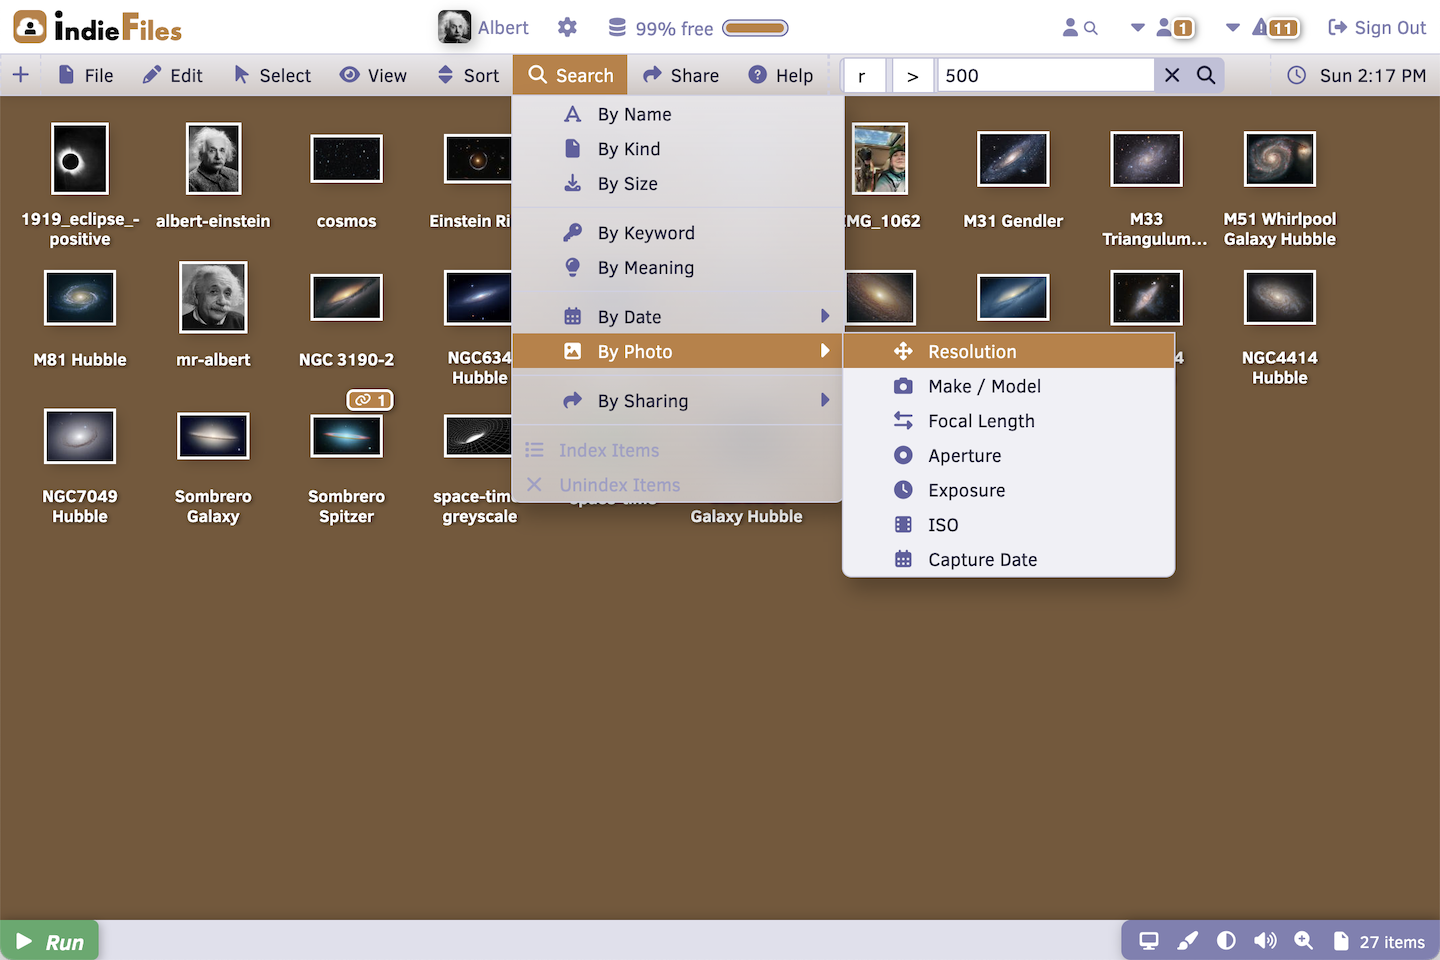 indieFiles
Albert
99% free
1
11
Sign Out
File
Edit
Select
View
Sort
Search
Share
Help
r
>
500
Sun 2:17 PM
By Name
By Kind
By Size
By Keyword
By Meaning
By Date
By Photo
By Sharing
Index Items
Unindex Items
Resolution
Make / Model
Focal Length
Aperture
Exposure
ISO
Capture Date
1919_eclipse_-
positive
albert-einstein
cosmos
Einstein Ri
MG_1062
M31 Gendler
M33
Triangulum...
M51 Whirlpool
Galaxy Hubble
M81 Hubble
mr-albert
NGC 3190-2
NGC634
Hubble
4
NGC4414
Hubble
1
NGC7049
Hubble
Sombrero
Galaxy
Sombrero
Spitzer
space-time
greyscale
space-time
Galaxy Hubble
Run
27 items